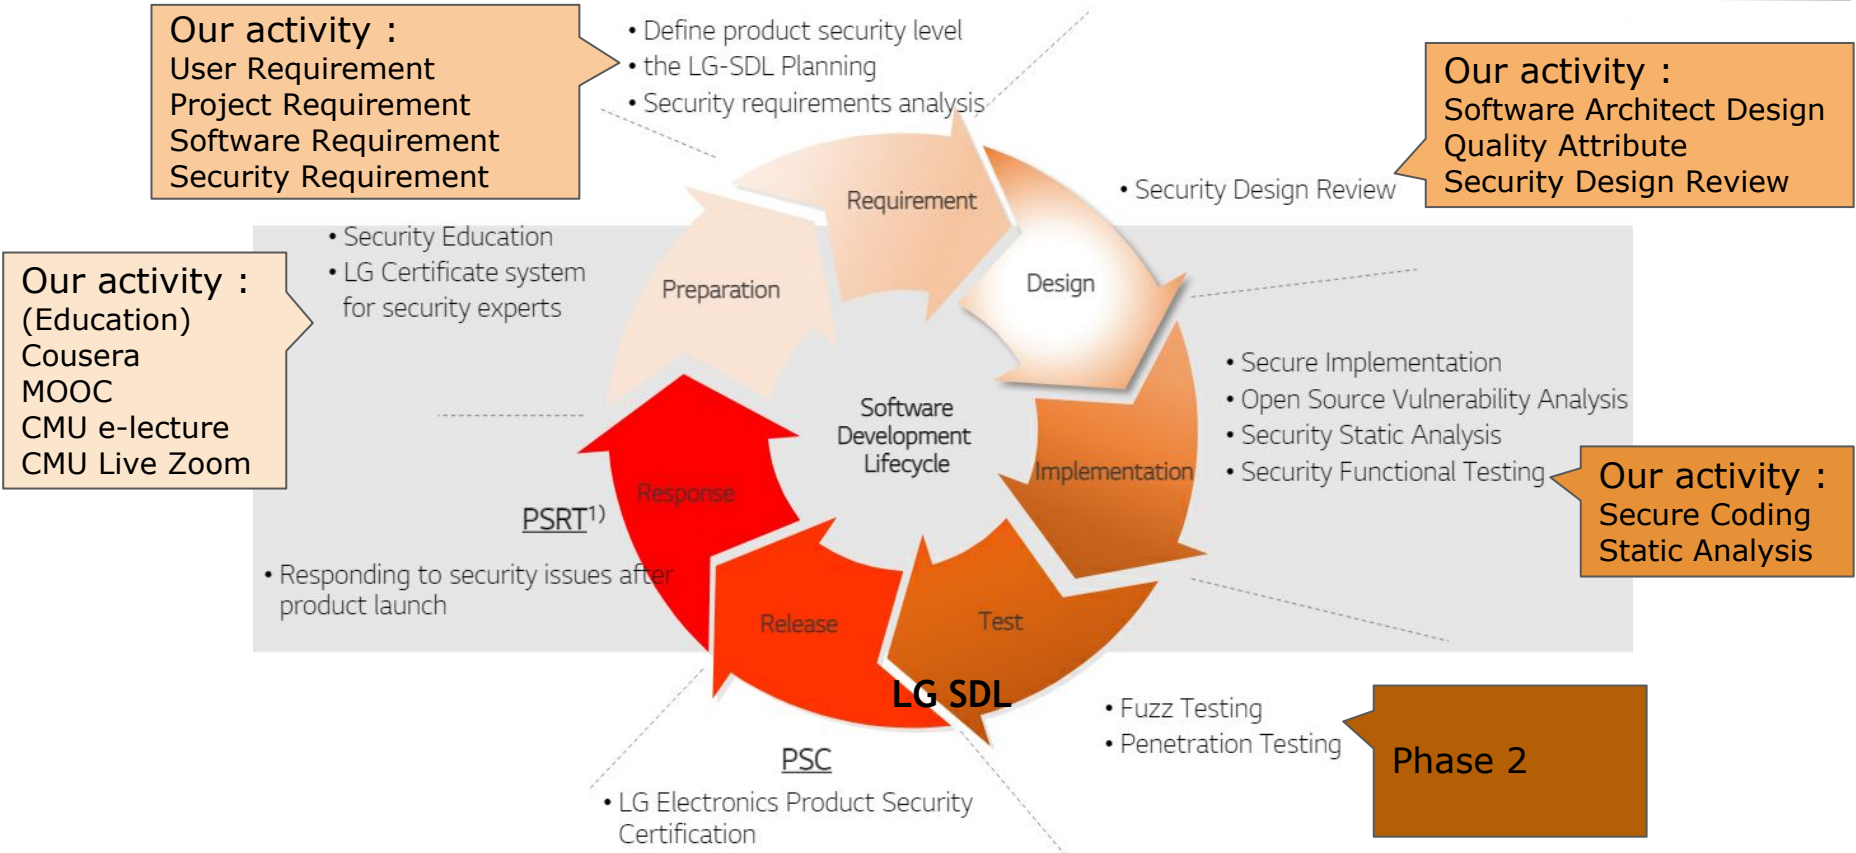 Our activity :
User Requirement
Project Requirement
Software Requirement
Security Requirement
• Define product security level
• the LG-SDL Planning
• Security requirements analysis
Our activity :
Software Architect Design
Quality Attribute
Security Design Review
• Security Design Review
Requirement
Design
Preparation
• Security Education
• LG Certificate system
for security experts
Our activity :
(Education)
Cousera
MOOC
CMU e-lecture
CMU Live Zoom
Software
Development
Lifecycle
• Secure Implementation
• Open Source Vulnerability Analysis
• Security Static Analysis
• Security Functional Testing
Our activity :
Secure Coding
Static Analysis
Implementation
Response
PSRT1)
• Responding to security issues after
product launch
Release
Test
LG SDL
• Fuzz Testing
• Penetration Testing
Phase 2
PSC
• LG Electronics Product Security
Certification